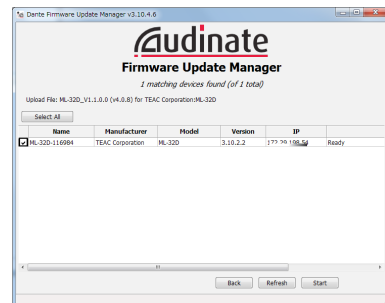 Dante Firmware Update Manager v3.10.4.6
Audinate
Firmware Update Manager
1 matching devices found (of 1 total)
Upload File: ML-32D_V1.1.0.0 (v4.0.8) for TEAC Corporation:ML-32D
Select All
Name Manufacturer Model Version IP
ML-32D-116984 TEAC Corporation ML-32D 3.10.2.2 Ready
Back Refresh Start